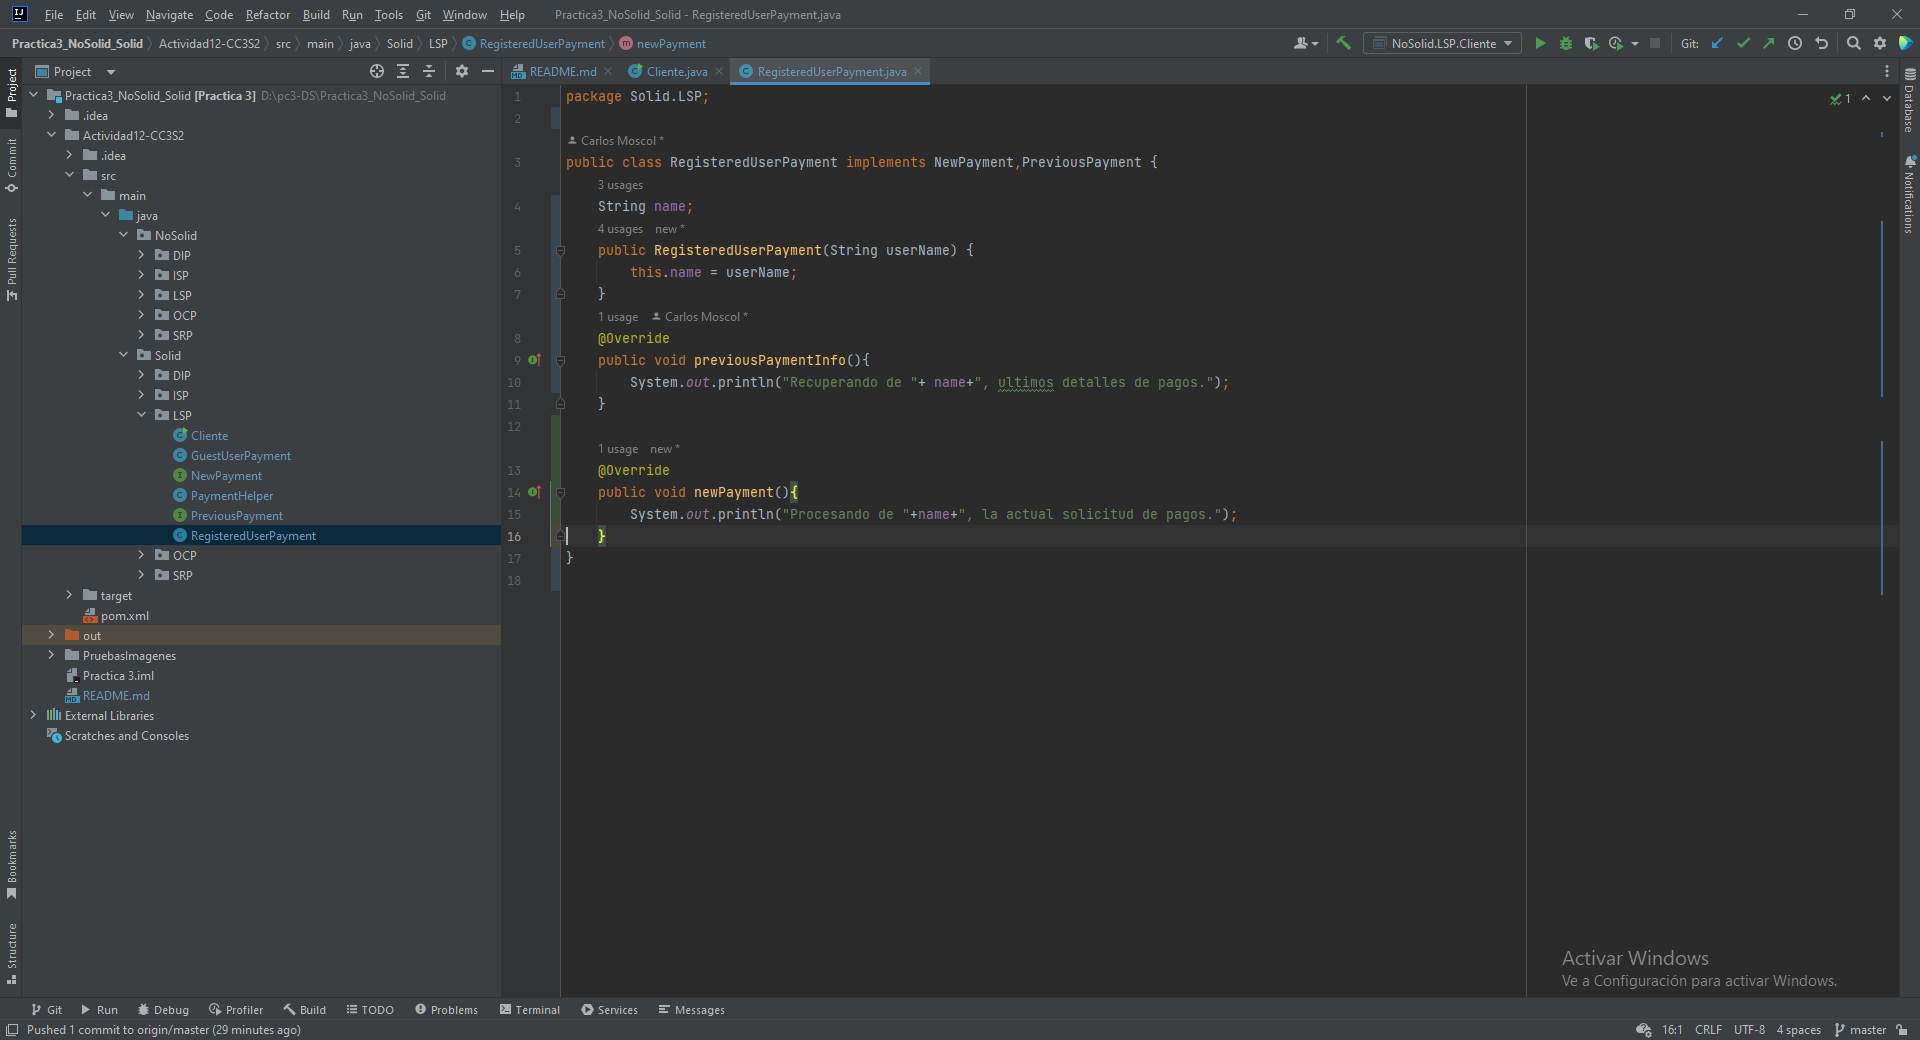 File Edit View Navigate Code Refactor Build Run Tools Git Window Help Practica3_NoSolid_Solid - RegisteredUserPayment.java
Practica3_NoSolid_Solid Actividad12-CC3S2 src main java Solid LSP RegisteredUserPayment newPayment NoSolid.LSP.Cliente Git:
Project README.md Cliente.java RegisteredUserPayment.java
Project
Commit
Pull Requests
Bookmarks
Structure
Practica3_NoSolid_Solid [Practica 3] D:\pc3-DS\Practica3_NoSolid_Solid
.idea
Actividad12-CC3S2
.idea
src
main
java
NoSolid
DIP
ISP
LSP
OCP
SRP
Solid
DIP
ISP
LSP
Cliente
GuestUserPayment
NewPayment
PaymentHelper
PreviousPayment
RegisteredUserPayment
OCP
SRP
target
pom.xml
out
PruebasImagenes
Practica 3.iml
README.md
External Libraries
Scratches and Consoles
1 package Solid.LSP;
2
Carlos Moscol *
3 public class RegisteredUserPayment implements NewPayment,PreviousPayment {
3 usages
4 String name;
4 usages new *
5 public RegisteredUserPayment(String userName) {
6 this.name = userName;
7 }
1 usage Carlos Moscol *
8 @Override
9 public void previousPaymentInfo(){
10 System.out.println("Recuperando de "+ name+", ultimos detalles de pagos.");
11 }
12
1 usage new *
13 @Override
14 public void newPayment(){
15 System.out.println("Procesando de "+name+", la actual solicitud de pagos.");
16 }
17 }
18
1
Database
Notifications
Activar Windows
Ve a Configuración para activar Windows.
Git Run Debug Profiler Build TODO Problems Terminal Services Messages
Pushed 1 commit to origin/master (29 minutes ago) 16:1 CRLF UTF-8 4 spaces master